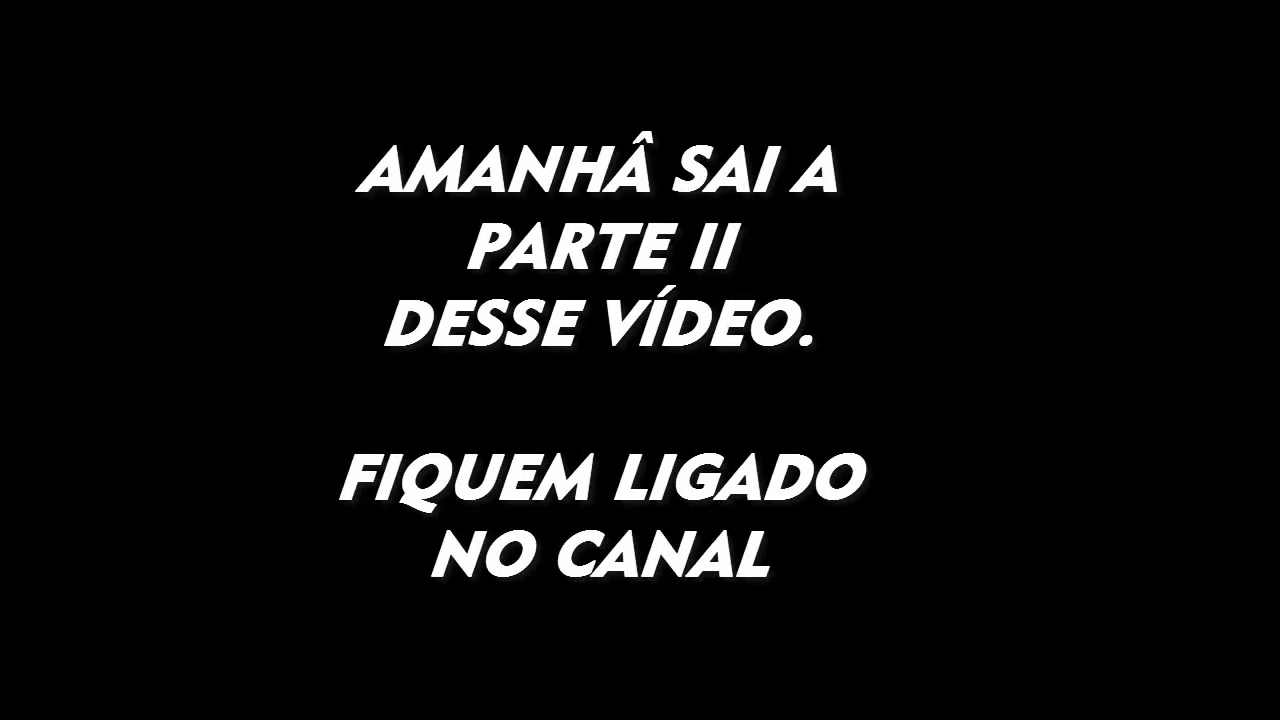 AMANHÂ SAI A
PARTE II
DESSE VÍDEO.
FIQUEM LIGADO
NO CANAL